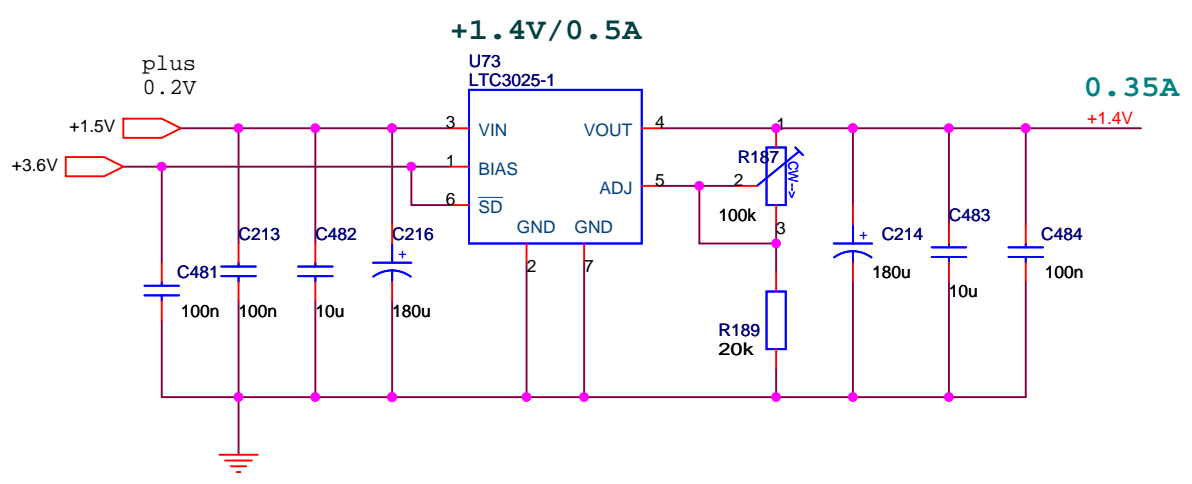 +1.4V/0.5A
U73
LTC3025-1
plus
0.2V
0.35A
+1.4V
+1.5V
3
VIN
VOUT
4
1
+3.6V
1
BIAS
R187
CW-->
6
SD
ADJ
5
2
100k
3
GND
GND
2
7
C481
100n
C213
100n
C482
10u
C216
+
180u
R189
20k
C214
+
180u
C483
10u
C484
100n